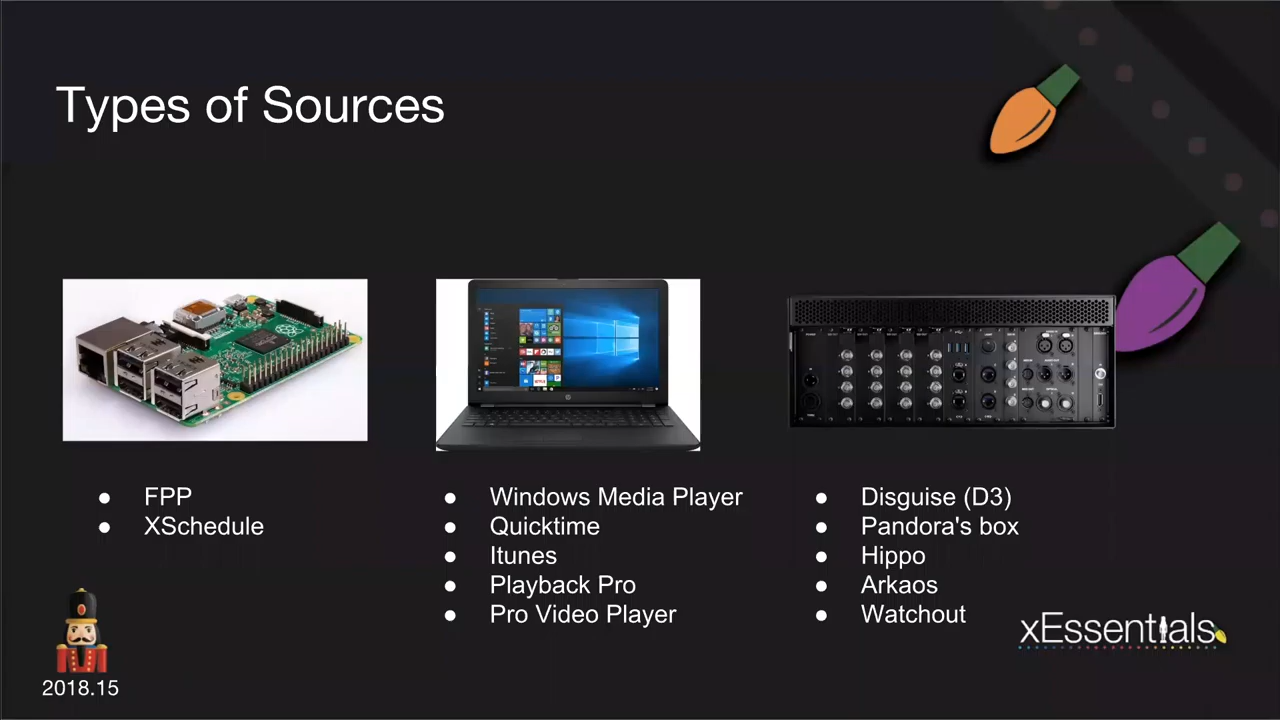 Types of Sources
FPP
XSchedule
Windows Media Player
Quicktime
Itunes
Playback Pro
Pro Video Player
Disguise (D3)
Pandora's box
Hippo
Arkaos
Watchout
xEssentials
2018.15